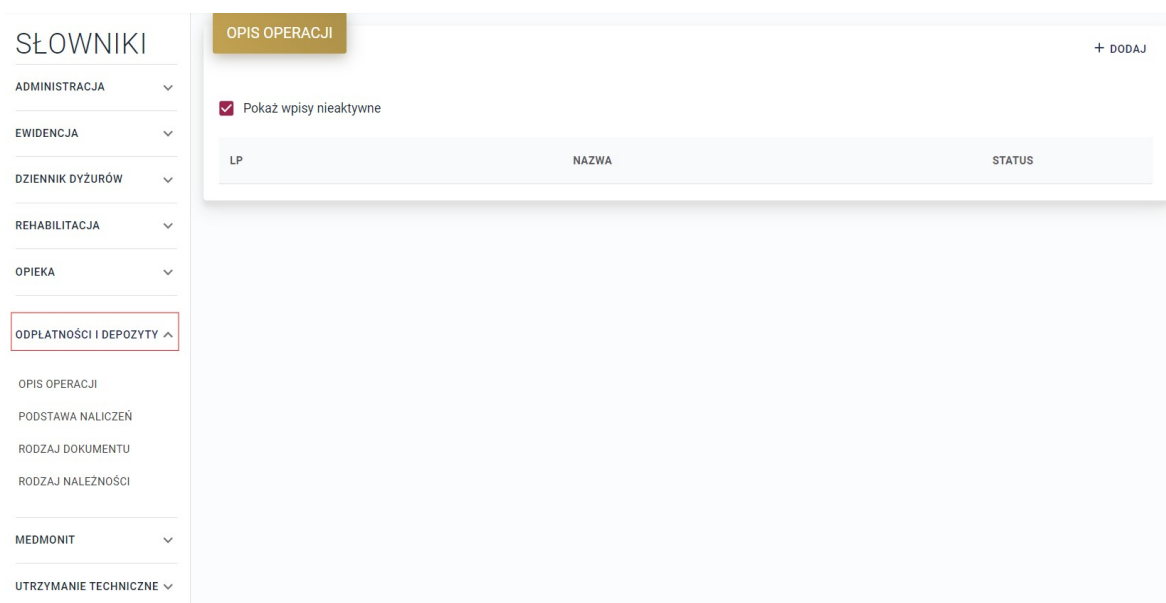 SŁOWNIKI
ADMINISTRACJA
EWIDENCJA
DZIENNIK DYŻURÓW
REHABILITACJA
OPIEKA
ODPŁATNOŚCI I DEPOZYTY
OPIS OPERACJI
PODSTAWA NALICZEŃ
RODZAJ DOKUMENTU
RODZAJ NALEŻNOŚCI
MEDMONIT
UTRZYMANIE TECHNICZNE
OPIS OPERACJI
+ DODAJ
Pokaż wpisy nieaktywne
LP NAZWA STATUS